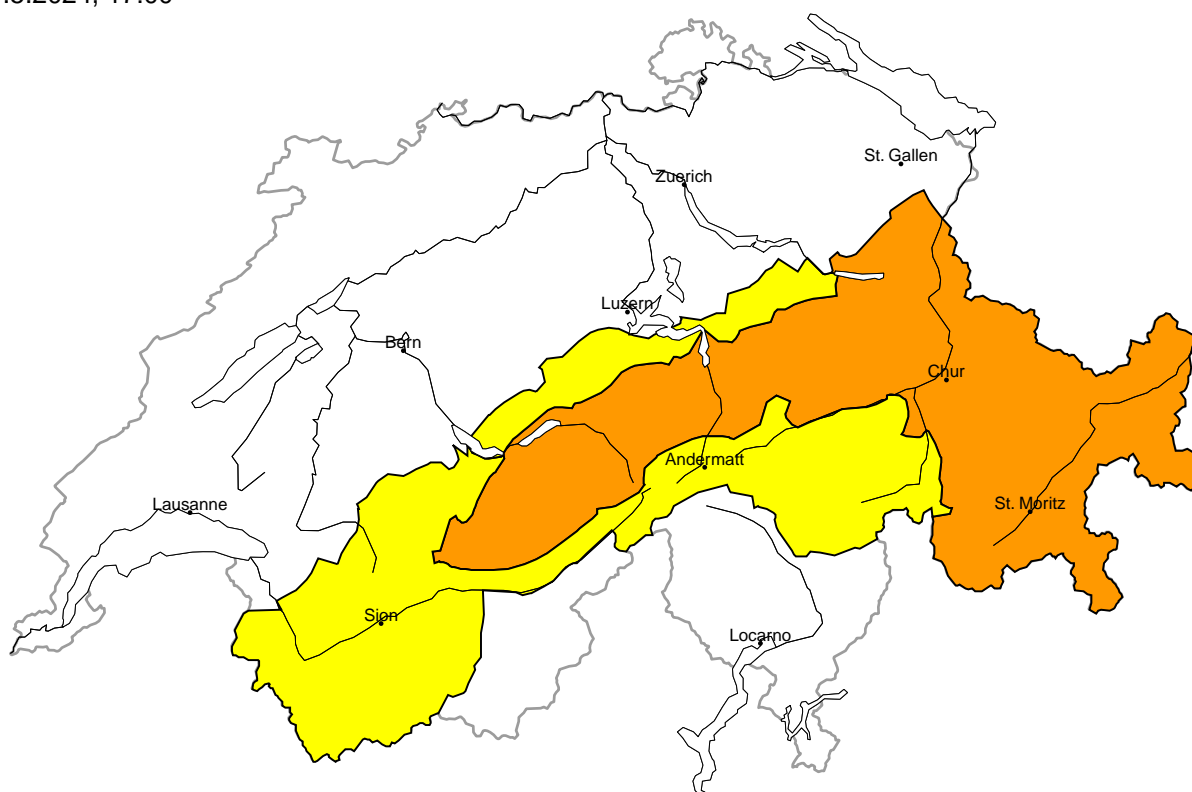 St. Gallen
Zuerich
Luzern
Bern
Chur
Andermatt
Lausanne
St. Moritz
Sion
Locarno